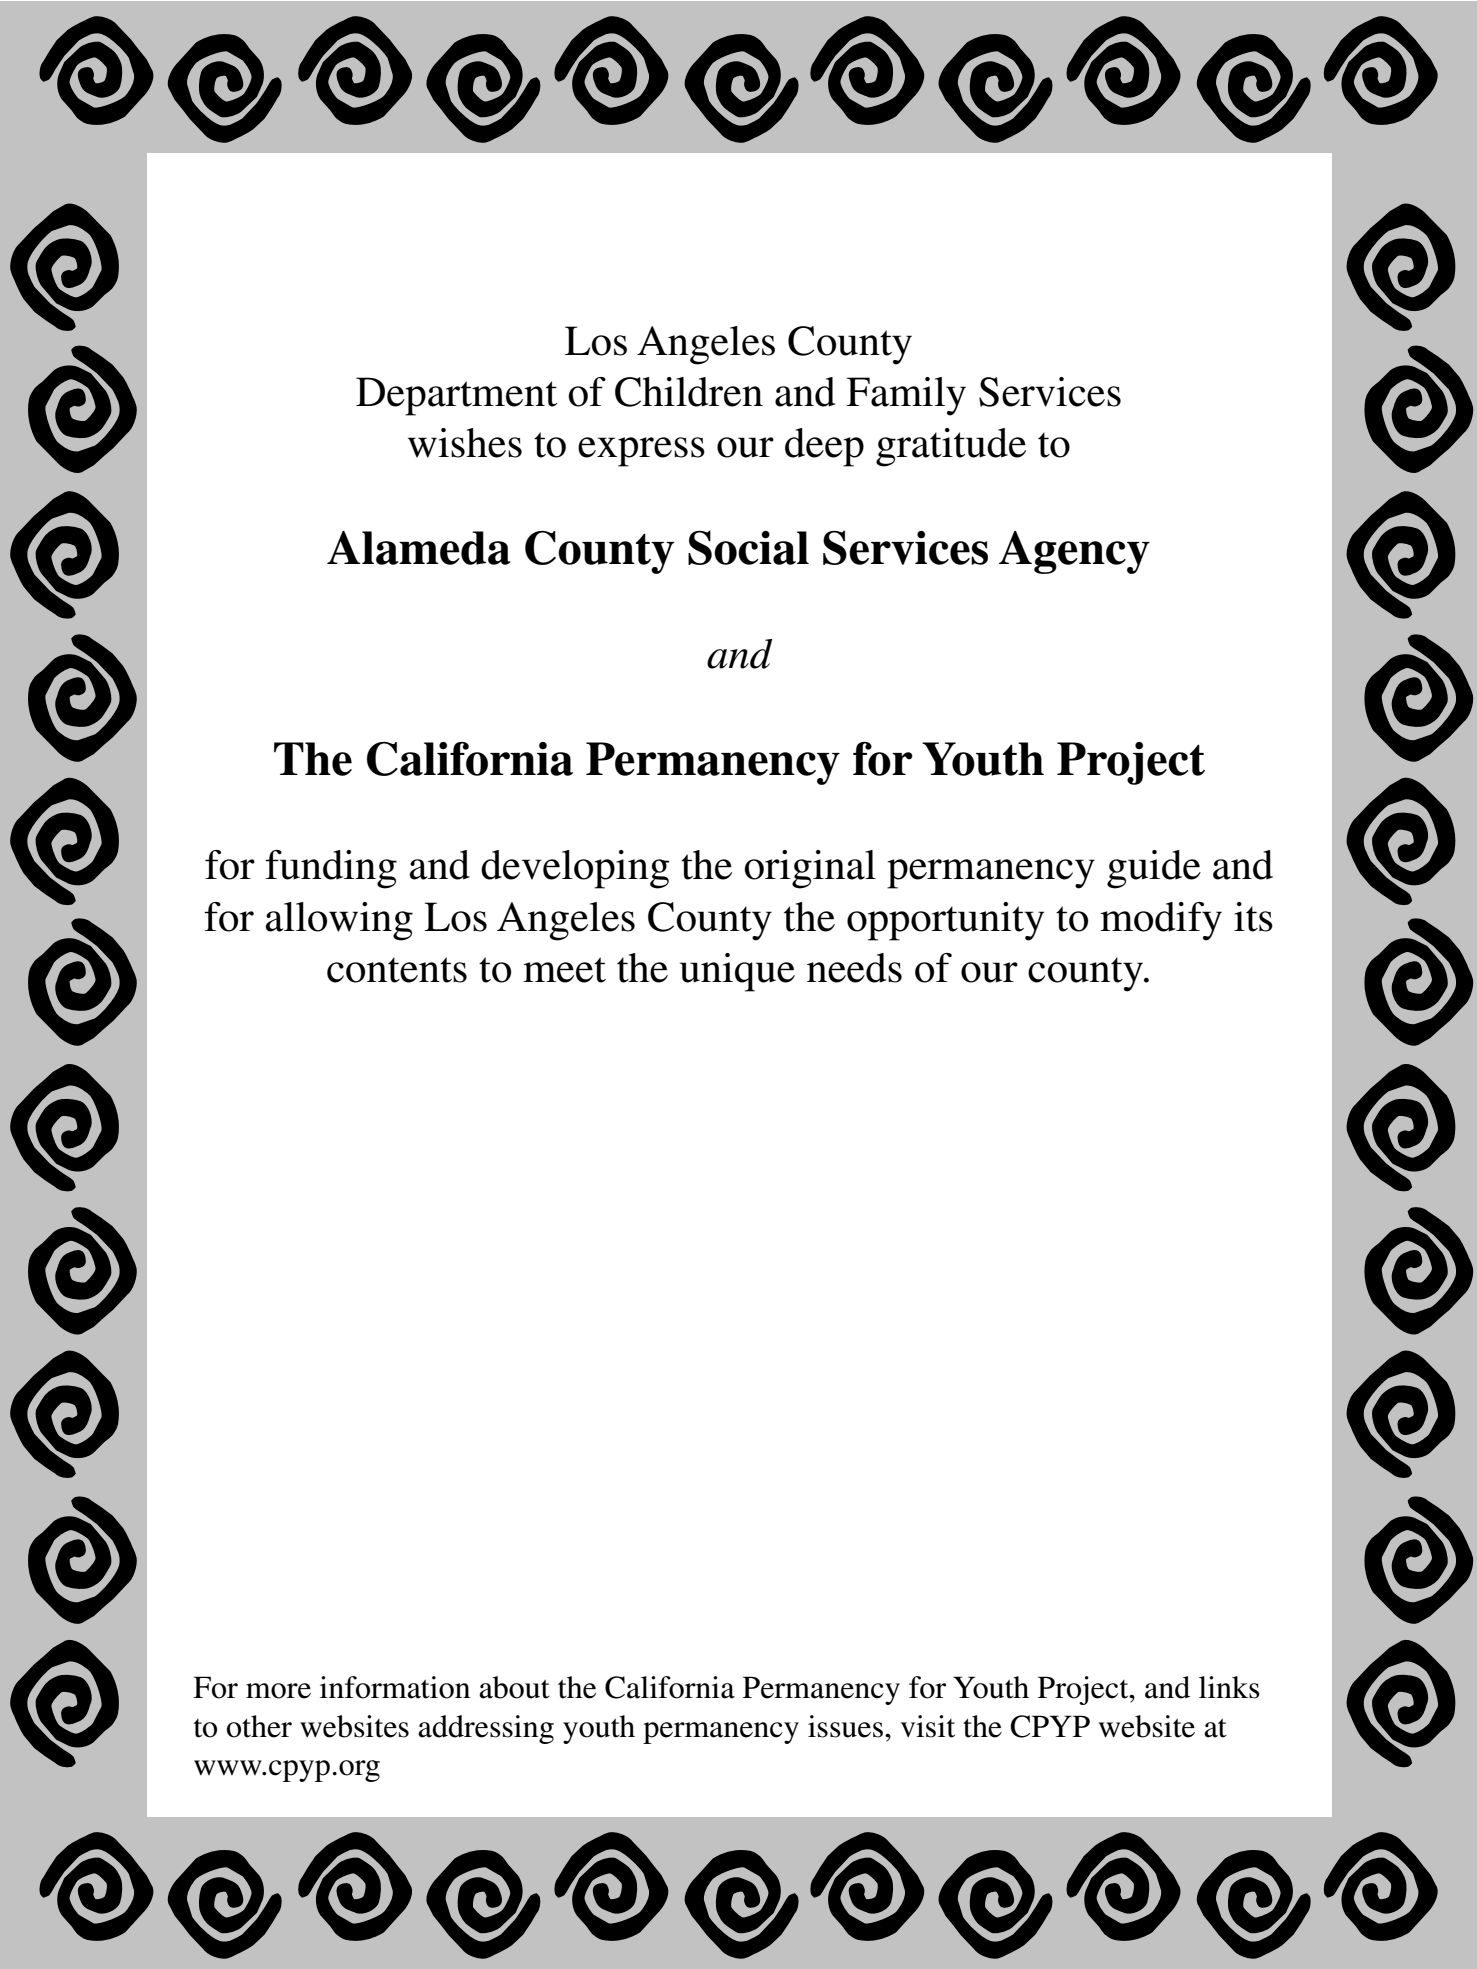 Los Angeles County
Department of Children and Family Services
wishes to express our deep gratitude to
Alameda County Social Services Agency
and
The California Permanency for Youth Project
for funding and developing the original permanency guide and
for allowing Los Angeles County the opportunity to modify its
contents to meet the unique needs of our county.
For more information about the California Permanency for Youth Project, and links
to other websites addressing youth permanency issues, visit the CPYP website at
www.cpyp.org